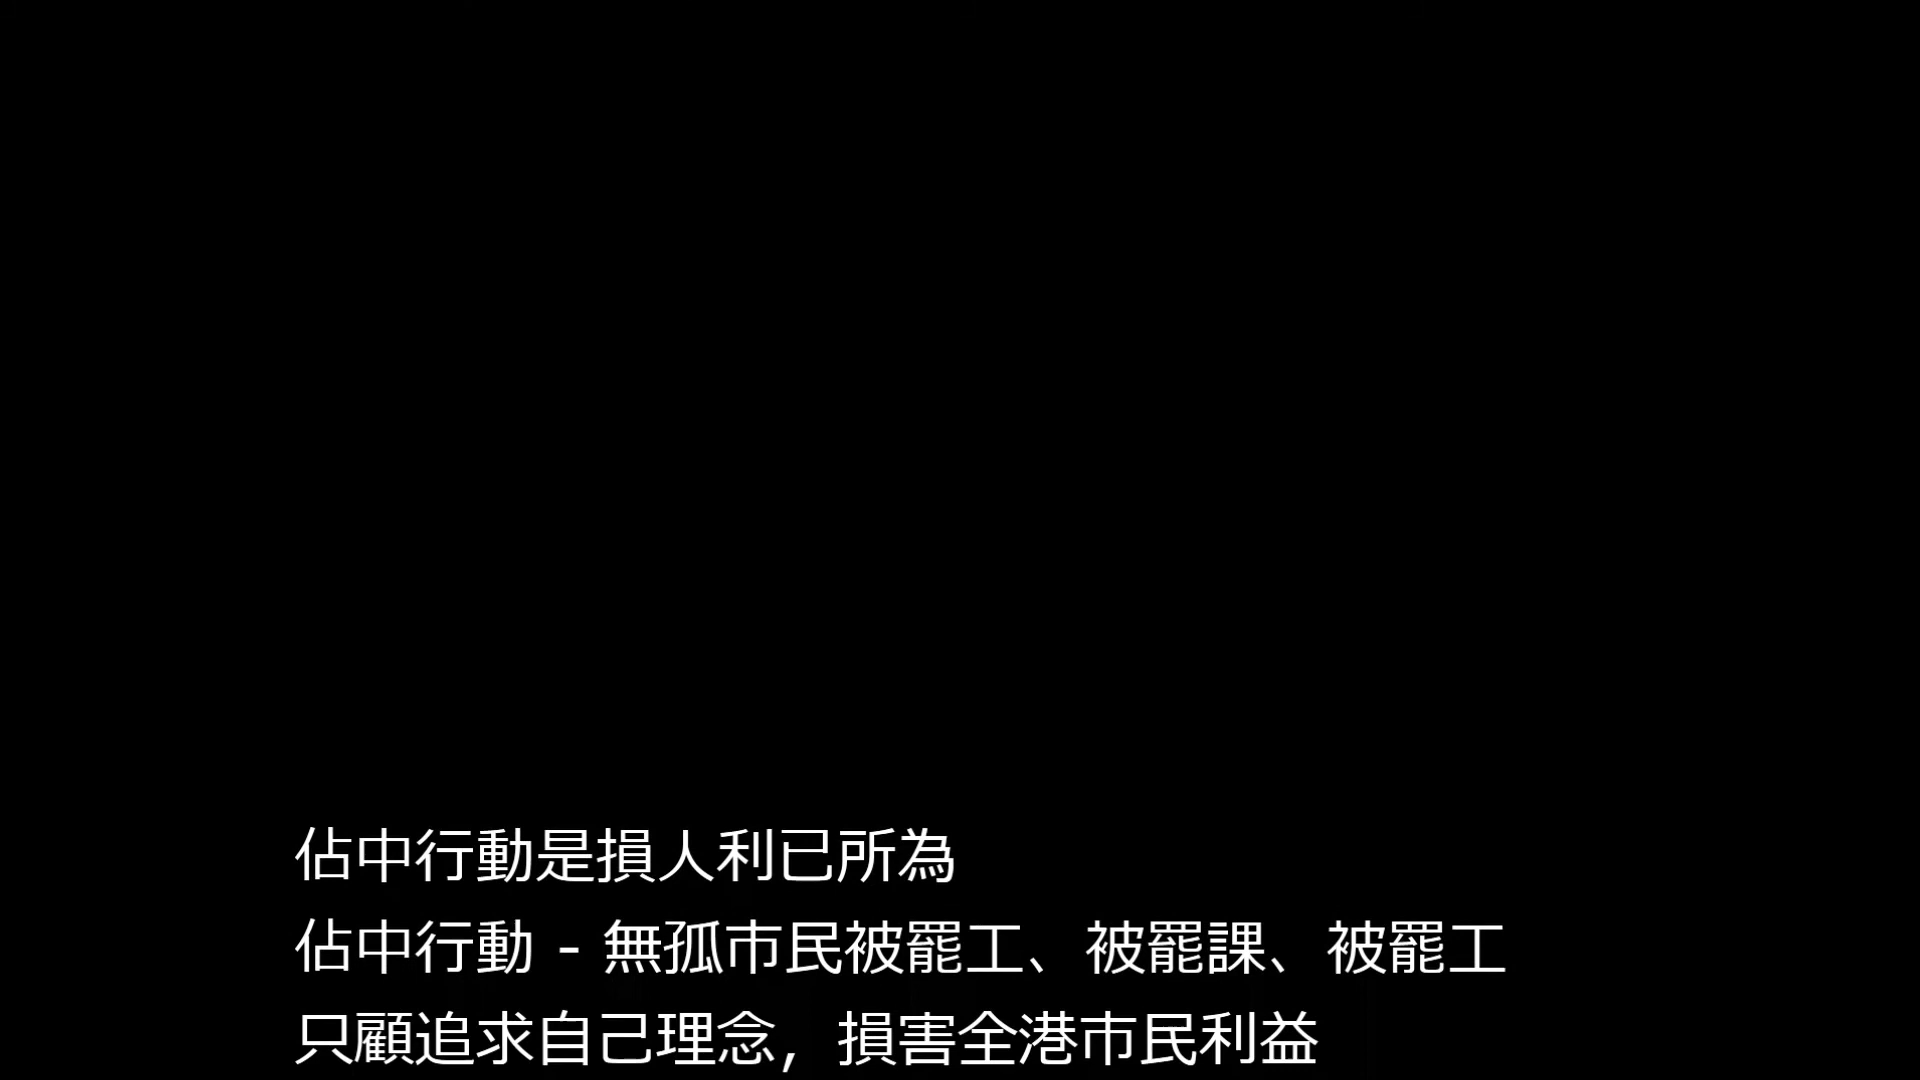 佔中行動是損人利已所為
佔中行動 - 無孤市民被罷工、被罷課、被罷工
只顧追求自己理念，損害全港市民利益